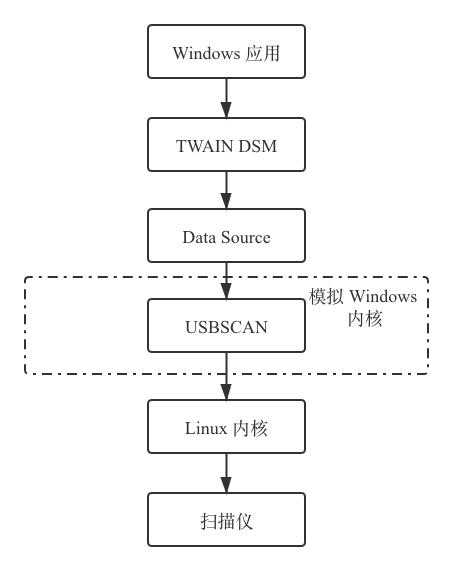 Windows 应用
TWAIN DSM
Data Source
模拟 Windows
内核
USBSCAN
Linux 内核
扫描仪